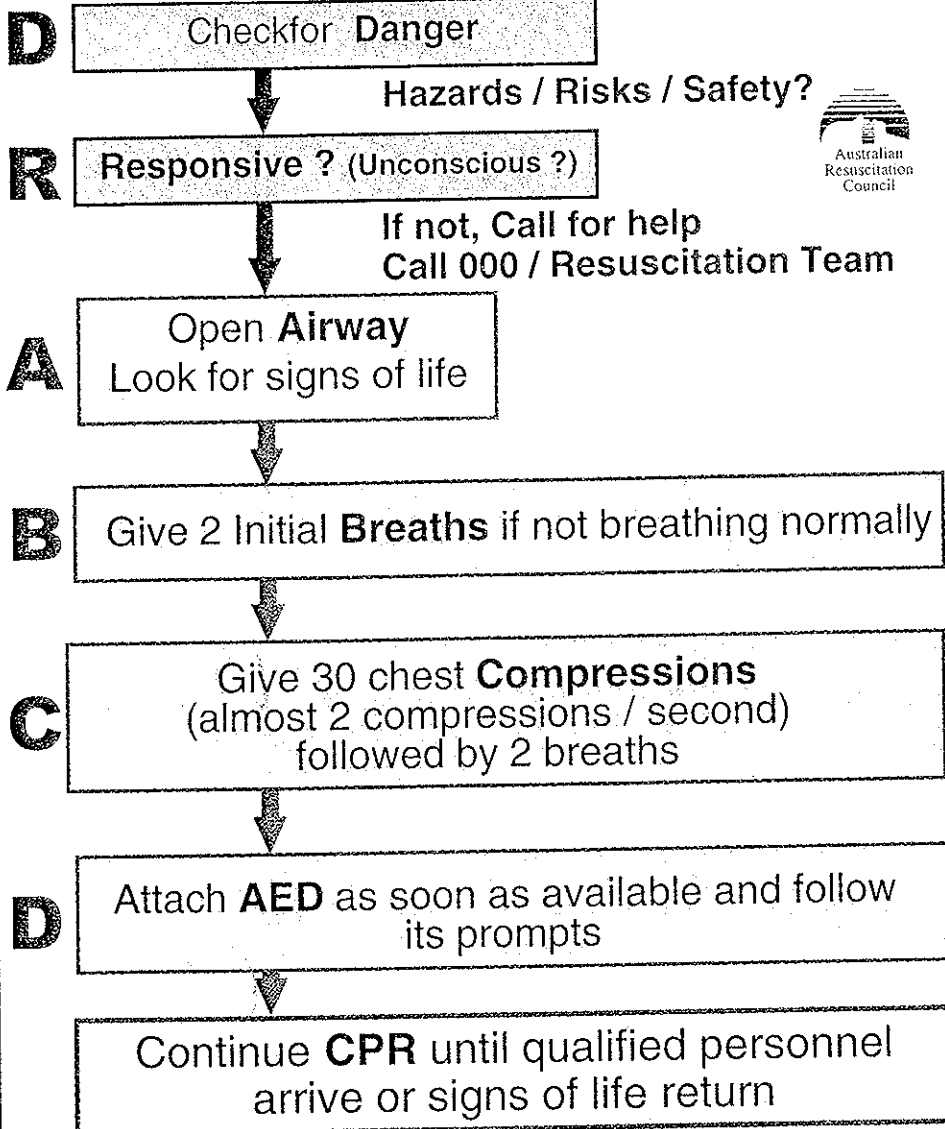 D
Checkfor Danger
Hazards / Risks / Safety?
Australian
Resuscitation
Council
R
Responsive ? (Unconscious ?)
If not, Call for help
Call 000 / Resuscitation Team
A
Open Airway
Look for signs of life
B
Give 2 Initial Breaths if not breathing normally
C
Give 30 chest Compressions
(almost 2 compressions / second)
followed by 2 breaths
D
Attach AED as soon as available and follow
its prompts
Continue CPR until qualified personnel
arrive or signs of life return